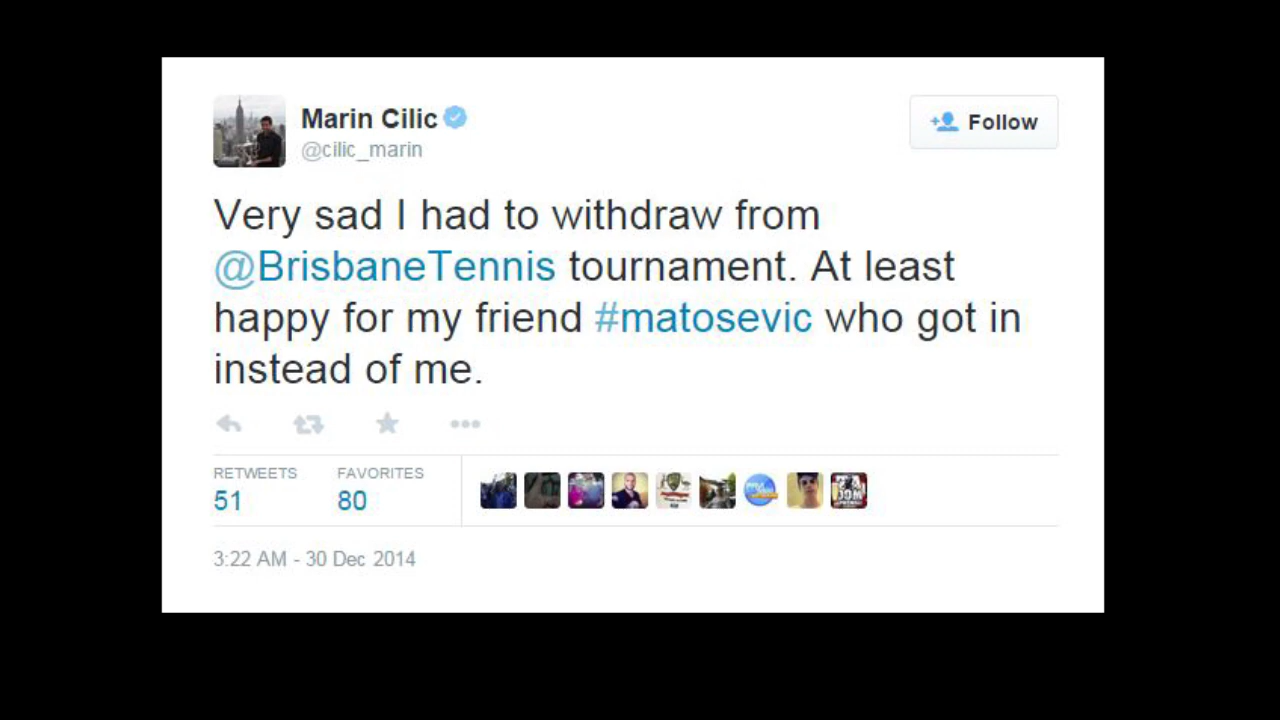 Marin Cilic
@cilic_marin
Follow
Very sad I had to withdraw from
@BrisbaneTennis tournament. At least
happy for my friend #matosevic who got in
instead of me.
RETWEETS FAVORITES
51 80
3:22 AM - 30 Dec 2014